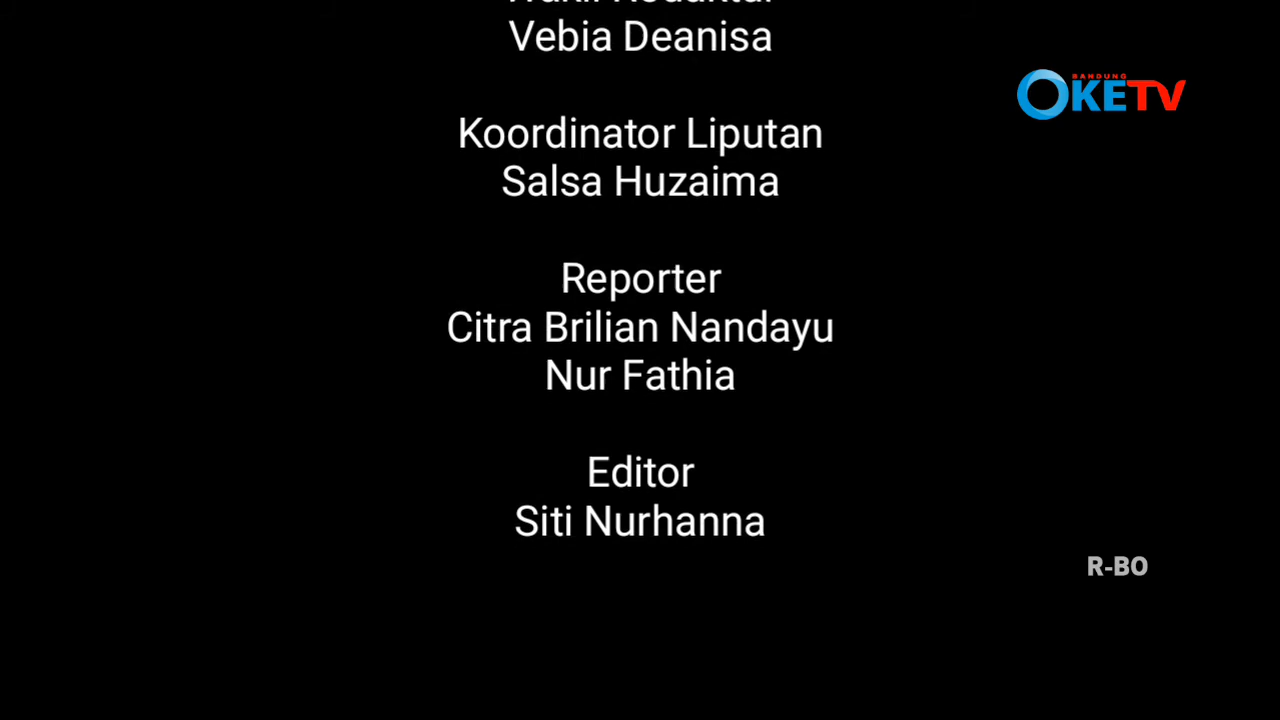 Vebia Deanisa
BANDUNG
OKETV
Koordinator Liputan
Salsa Huzaima
Reporter
Citra Brilian Nandayu
Nur Fathia
Editor
Siti Nurhanna
R-BO